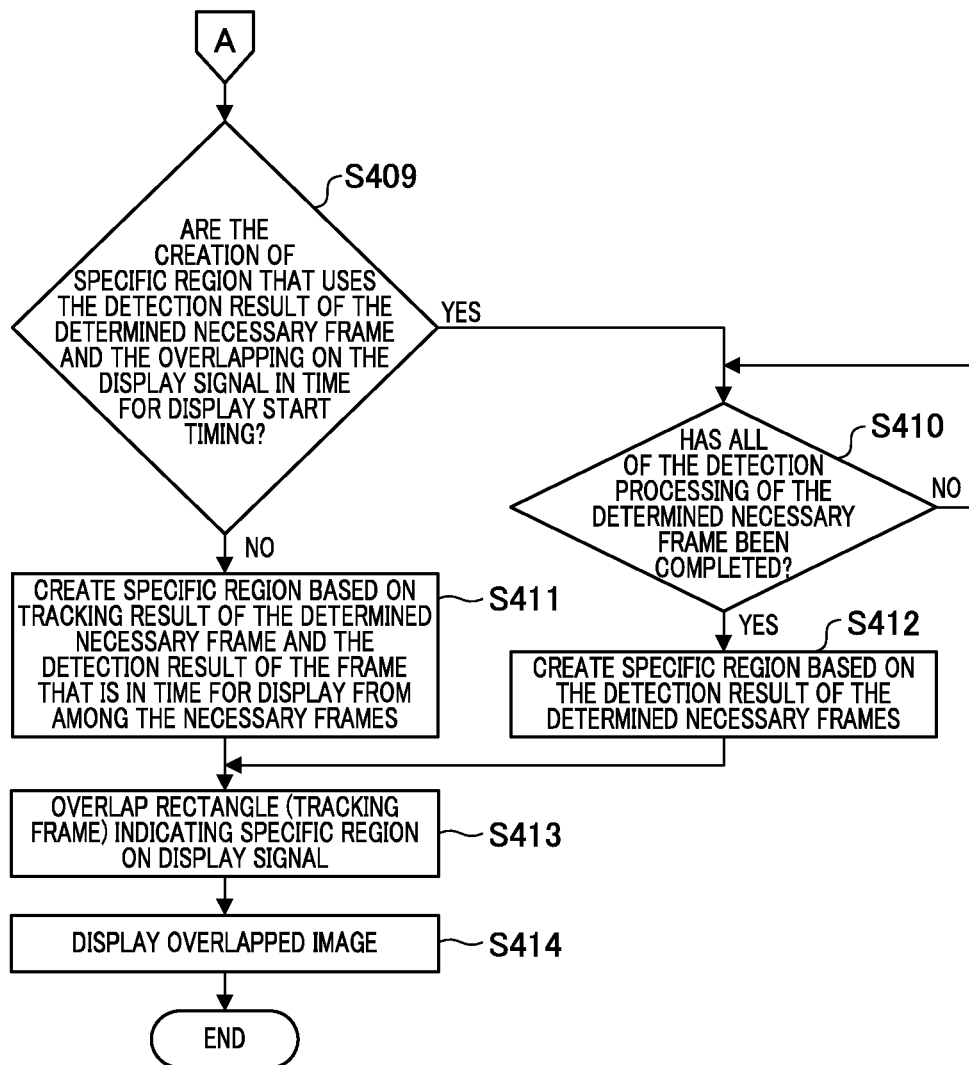 A
S409
ARE THE
CREATION OF
SPECIFIC REGION THAT USES
THE DETECTION RESULT OF THE
DETERMINED NECESSARY FRAME
AND THE OVERLAPPING ON THE
DISPLAY SIGNAL IN TIME
FOR DISPLAY START
TIMING?
YES
NO
S410
HAS ALL
OF THE DETECTION
PROCESSING OF THE
DETERMINED NECESSARY
FRAME BEEN
COMPLETED?
NO
YES
S411
CREATE SPECIFIC REGION BASED ON
TRACKING RESULT OF THE DETERMINED
NECESSARY FRAME AND THE
DETECTION RESULT OF THE FRAME
THAT IS IN TIME FOR DISPLAY FROM
AMONG THE NECESSARY FRAMES
S412
CREATE SPECIFIC REGION BASED ON
THE DETECTION RESULT OF THE
DETERMINED NECESSARY FRAMES
OVERLAP RECTANGLE (TRACKING
FRAME) INDICATING SPECIFIC REGION
ON DISPLAY SIGNAL
S413
DISPLAY OVERLAPPED IMAGE
S414
END